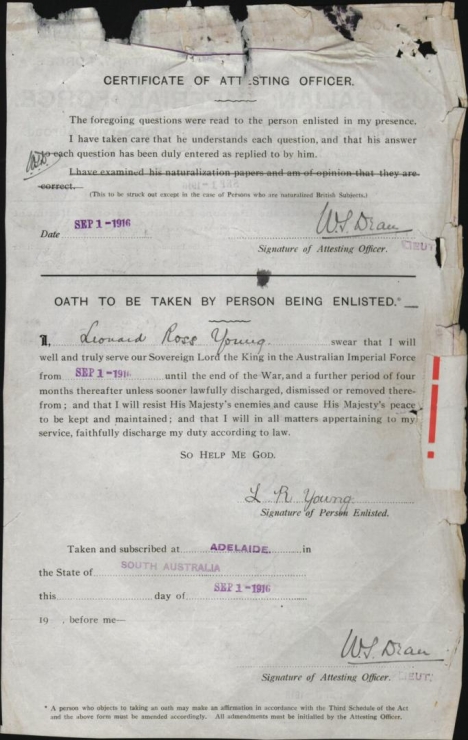 CERTIFICATE OF ATTESTING OFFICER.
The foregoing questions were read to the person enlisted in my presence.
I have taken care that he understands each question, and that his answer
to each question has been duly entered as replied to by him.
I have examined his naturalization papers and am of opinion that they are
correct.
(This to be struck out except in the case of Persons who are naturalized British Subjects.)
Date SEP 1-1916
W.S. Dean
LIEUT.
Signature of Attesting Officer.
OATH TO BE TAKEN BY PERSON BEING ENLISTED.*
I, Leonard Ross Young swear that I will
well and truly serve our Sovereign Lord the King in the Australian Imperial Force
from SEP 1-191 until the end of the War, and a further period of four
months thereafter unless sooner lawfully discharged, dismissed or removed there-
from; and that I will resist His Majesty's enemies and cause His Majesty's peace
to be kept and maintained; and that I will in all matters appertaining to my
service, faithfully discharge my duty according to law.
SO HELP ME GOD.
L R Young
Signature of Person Enlisted.
Taken and subscribed at ADELAIDE. in
the State of SOUTH AUSTRALIA
this day of SEP 1-1916
19 , before me—
W.S. Dean
LIEUT.
Signature of Attesting Officer.
* A person who objects to taking an oath may make an affirmation in accordance with the Third Schedule of the Act
and the above form must be amended accordingly. All amendments must be initialed by the Attesting Officer.